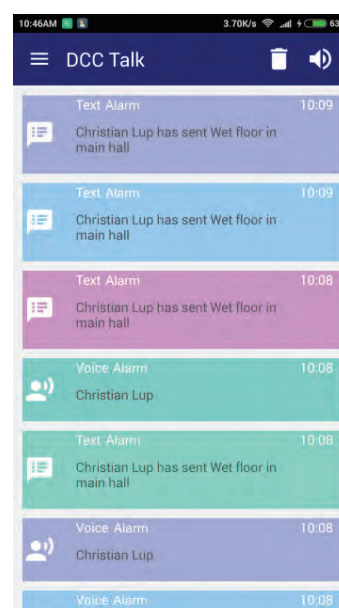 10:46AM 3.70K/s 63
DCC Talk
Text Alarm 10:09
Christian Lup has sent Wet floor in
main hall
Text Alarm 10:09
Christian Lup has sent Wet floor in
main hall
Text Alarm 10:08
Christian Lup has sent Wet floor in
main hall
Voice Alarm 10:08
Christian Lup
Text Alarm 10:08
Christian Lup has sent Wet floor in
main hall
Voice Alarm 10:08
Christian Lup
Voice Alarm 10:08